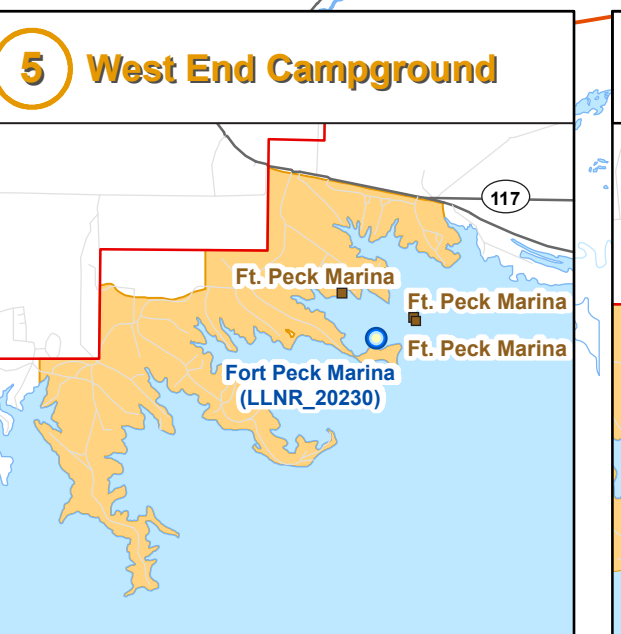 5 West End Campground
117
Ft. Peck Marina
Ft. Peck Marina
Ft. Peck Marina
Fort Peck Marina
(LLNR_20230)